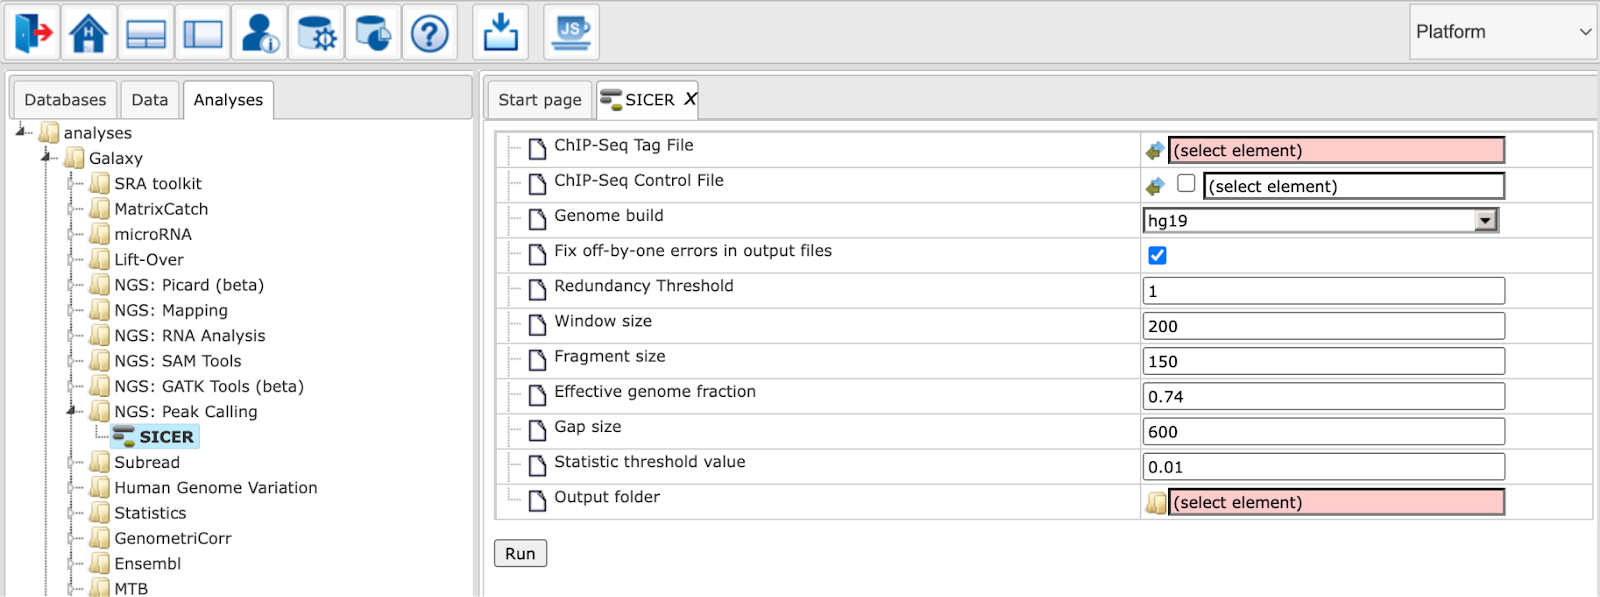 JS
Platform
Databases Data Analyses
analyses
Galaxy
SRA toolkit
MatrixCatch
microRNA
Lift-Over
NGS: Picard (beta)
NGS: Mapping
NGS: RNA Analysis
NGS: SAM Tools
NGS: GATK Tools (beta)
NGS: Peak Calling
SICER
Subread
Human Genome Variation
Statistics
GenometriCorr
Ensembl
MTB
Start page SICER X
ChIP-Seq Tag File (select element)
ChIP-Seq Control File (select element)
Genome build hg19
Fix off-by-one errors in output files
Redundancy Threshold 1
Window size 200
Fragment size 150
Effective genome fraction 0.74
Gap size 600
Statistic threshold value 0.01
Output folder (select element)
Run